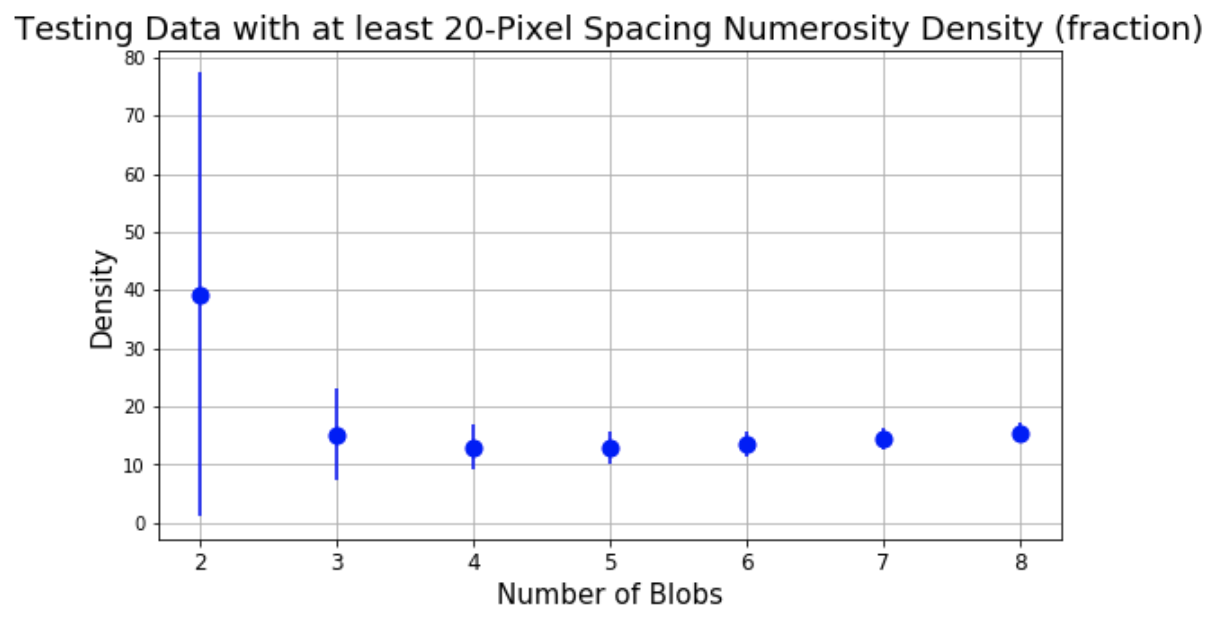 Testing Data with at least 20-Pixel Spacing Numerosity Density (fraction)
80
70
60
50
40
30
20
10
0
Density
2 3 4 5 6 7 8
Number of Blobs